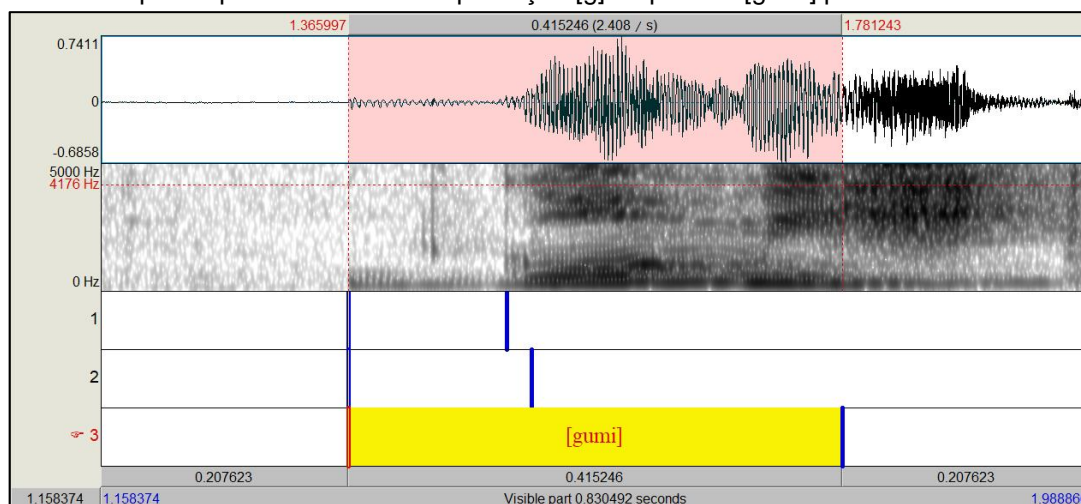 1.365997 0.415246 (2.408 / s) 1.781243
0.7411
0
-0.6858
5000 Hz
4176 Hz
0 Hz
1
2
3 [gumi]
0.207623 0.415246 0.207623
1.158374 1.158374 Visible part 0.830492 seconds 1.988866